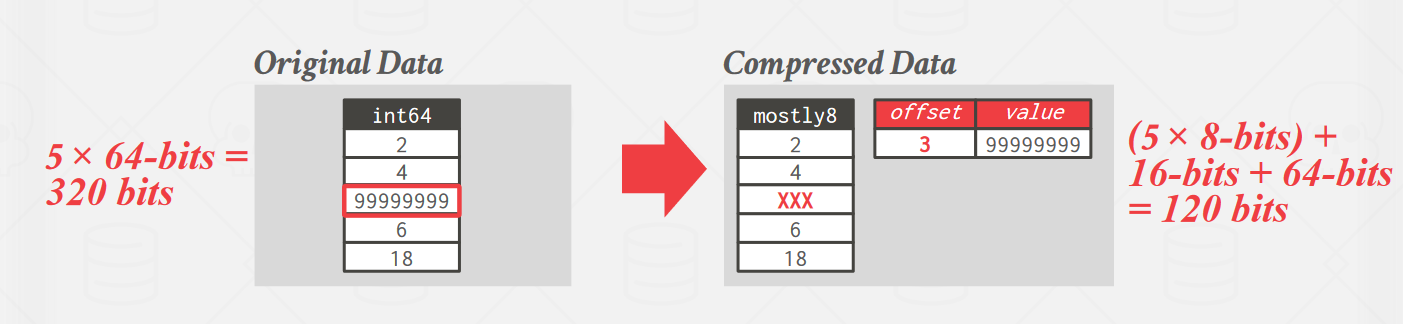 Original Data
Compressed Data
5 × 64-bits =
320 bits
int64
2
4
99999999
6
18
mostly8
2
4
XXX
6
18
offset value
3 99999999
(5 × 8-bits) +
16-bits + 64-bits
= 120 bits